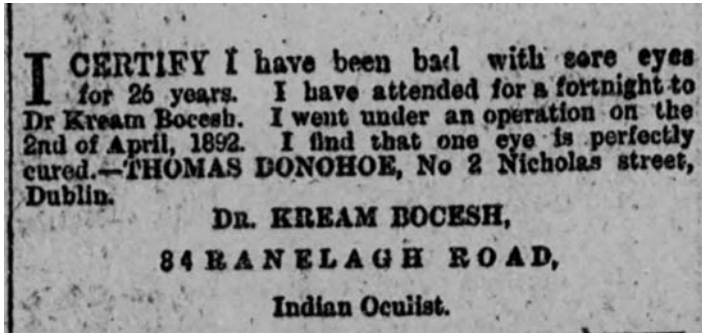 I CERTIFY I have been bad with sore eyes
for 26 years. I have attended for a fortnight to
Dr Kream Bocesh. I went under an operation on the
2nd of April, 1892. I find that one eye is perfectly
cured.—THOMAS DONOHOE, No 2 Nicholas street,
Dublin.
DR. KREAM BOCESH,
84 RANELAGH ROAD,
Indian Oculist.